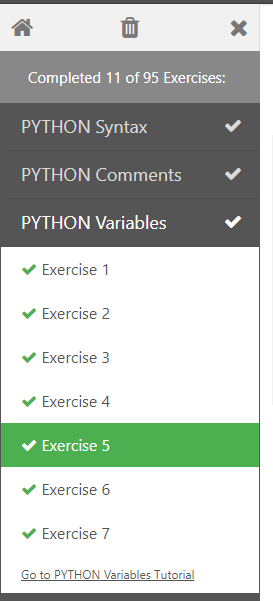 Completed 11 of 95 Exercises:
PYTHON Syntax
PYTHON Comments
PYTHON Variables
Exercise 1
Exercise 2
Exercise 3
Exercise 4
Exercise 5
Exercise 6
Exercise 7
Go to PYTHON Variables Tutorial